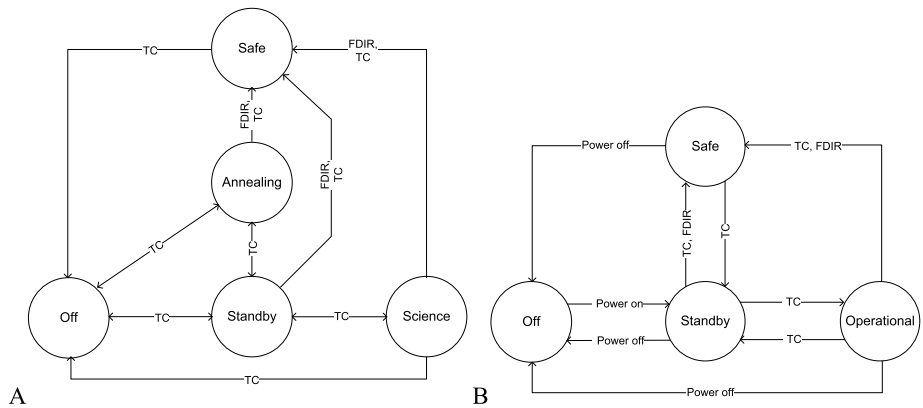 Safe
TC
FDIR,
TC
FDIR,
TC
Annealing
FDIR,
TC
TC
TC
Off
TC
Standby
TC
Science
TC
A
Safe
Power off
TC, FDIR
TC, FDIR
TC
Off
Power on
Power off
Standby
TC
TC
Operational
Power off
B